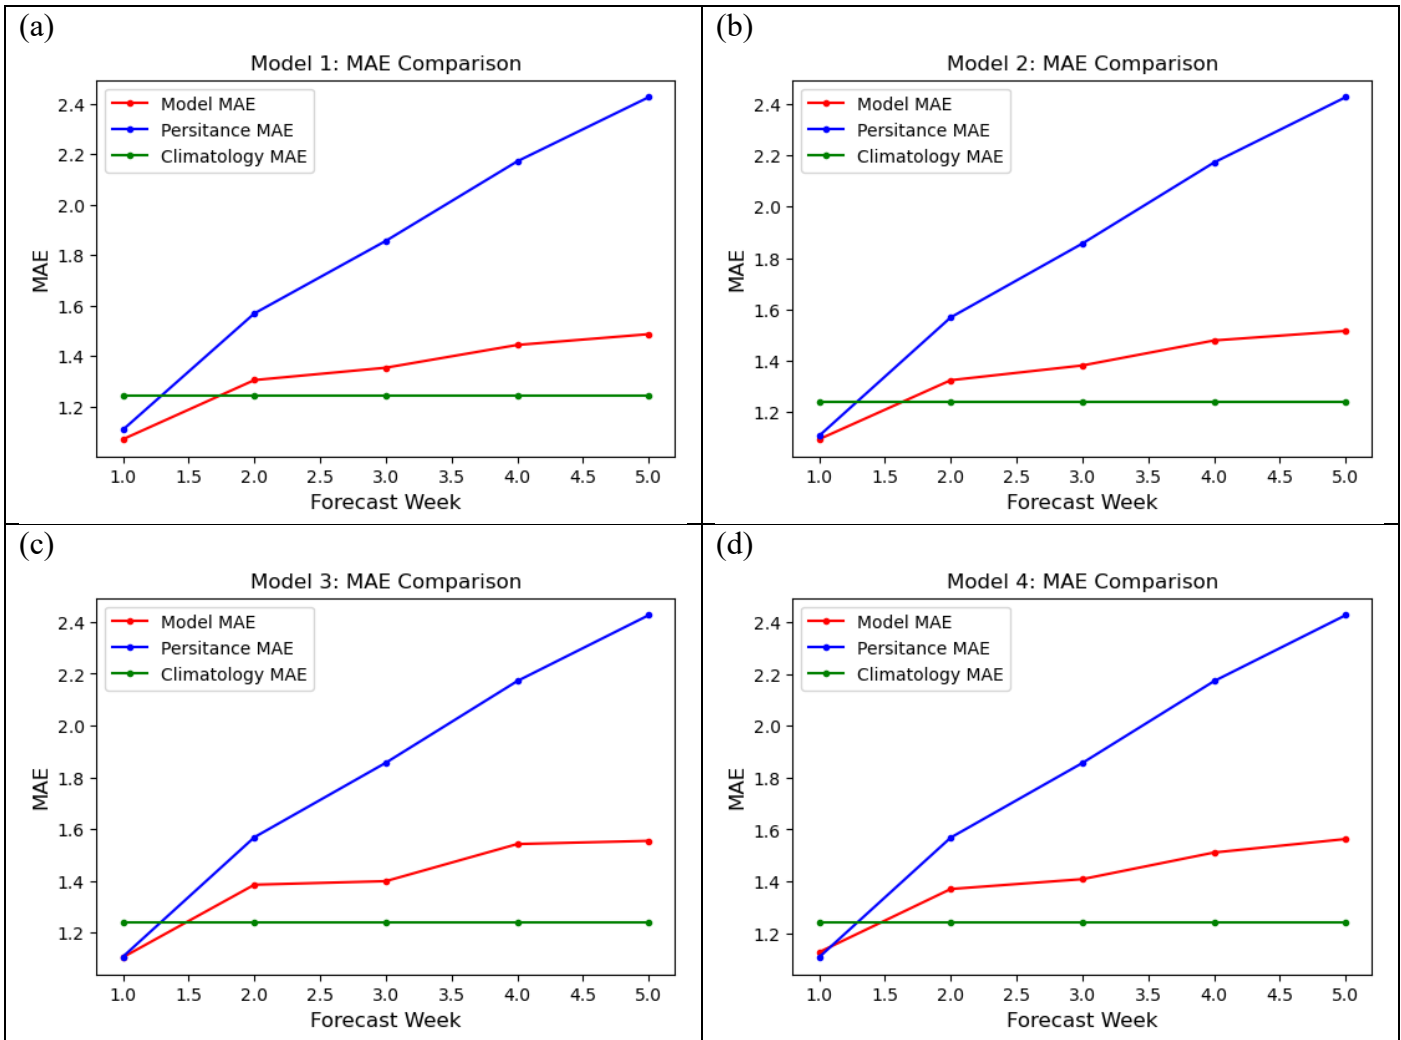 (a)
Model 1: MAE Comparison
Model MAE
Persitance MAE
Climatology MAE
2.4
2.2
2.0
1.8
1.6
1.4
1.2
MAE
1.0 1.5 2.0 2.5 3.0 3.5 4.0 4.5 5.0
Forecast Week
(b)
Model 2: MAE Comparison
Model MAE
Persitance MAE
Climatology MAE
2.4
2.2
2.0
1.8
1.6
1.4
1.2
MAE
1.0 1.5 2.0 2.5 3.0 3.5 4.0 4.5 5.0
Forecast Week
(c)
Model 3: MAE Comparison
Model MAE
Persitance MAE
Climatology MAE
2.4
2.2
2.0
1.8
1.6
1.4
1.2
MAE
1.0 1.5 2.0 2.5 3.0 3.5 4.0 4.5 5.0
Forecast Week
(d)
Model 4: MAE Comparison
Model MAE
Persitance MAE
Climatology MAE
2.4
2.2
2.0
1.8
1.6
1.4
1.2
MAE
1.0 1.5 2.0 2.5 3.0 3.5 4.0 4.5 5.0
Forecast Week